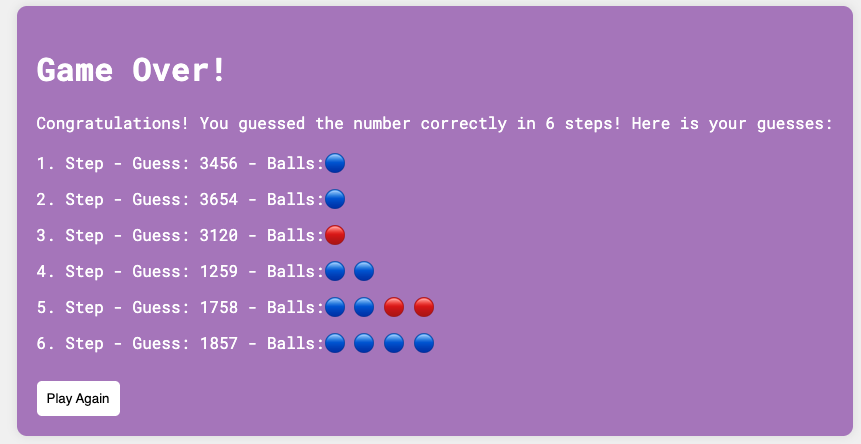 Game Over!
Congratulations! You guessed the number correctly in 6 steps! Here is your guesses:
1. Step - Guess: 3456 - Balls:
2. Step - Guess: 3654 - Balls:
3. Step - Guess: 3120 - Balls:
4. Step - Guess: 1259 - Balls:
5. Step - Guess: 1758 - Balls:
6. Step - Guess: 1857 - Balls:
Play Again